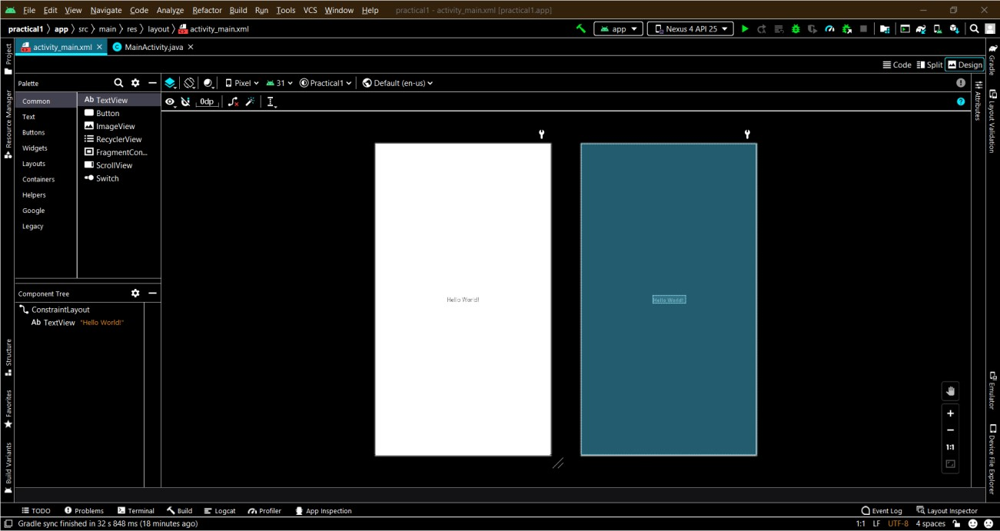 File Edit View Navigate Code Analyze Refactor Build Run Tools VCS Window Help practical1 - activity_main.xml [practical1.app]
practical1 〉 app 〉 src 〉 main 〉 res 〉 layout 〉 activity_main.xml app Nexus 4 API 25
activity_main.xml MainActivity.java
Code Split Design
Palette Pixel 31 Practical1 Default (en-us)
0dp
Common
Text
Buttons
Widgets
Layouts
Containers
Helpers
Google
Legacy
Ab TextView
Button
ImageView
RecyclerView
FragmentCon...
ScrollView
Switch
Component Tree
ConstraintLayout
Ab TextView "Hello World!"
Hello World!
Hello World!
1:1
Project
Resource Manager
Structure
Favorites
Build Variants
Gradle
Attributes
Layout Validation
Emulator
Device File Explorer
TODO Problems Terminal Build Logcat Profiler App Inspection Event Log Layout Inspector
Gradle sync finished in 32 s 848 ms (18 minutes ago) 1:1 LF UTF-8 4 spaces